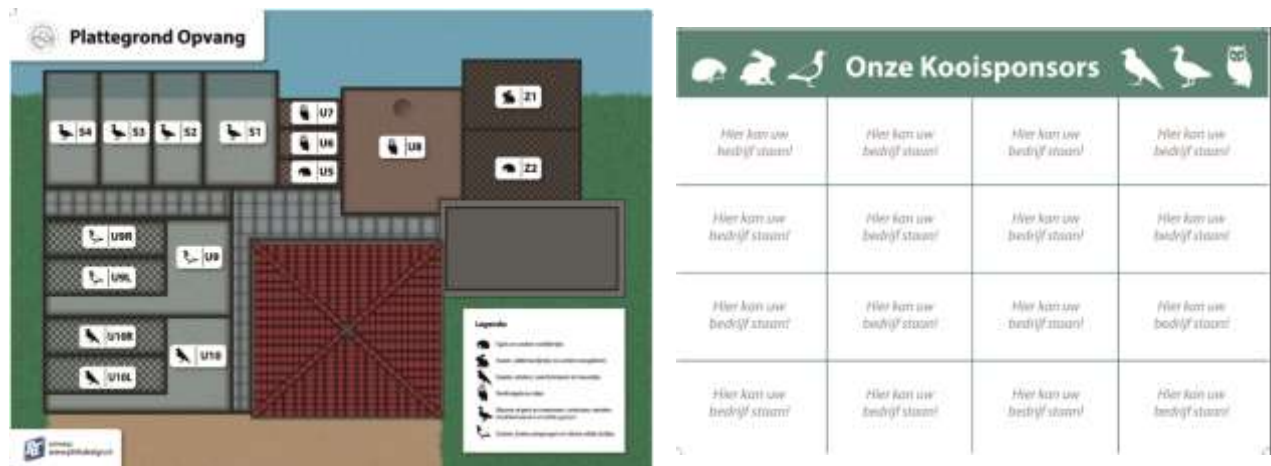 Plattegrond Opvang
S4
S3
S2
S1
U7
U6
U5
U8
Z1
Z2
U9R
U9
U9L
U10R
U10
U10L
Legenda
Onze Kooisponsors
Hier kan uw
bedrijf staan!
Hier kan uw
bedrijf staan!
Hier kan uw
bedrijf staan!
Hier kan uw
bedrijf staan!
Hier kan uw
bedrijf staan!
Hier kan uw
bedrijf staan!
Hier kan uw
bedrijf staan!
Hier kan uw
bedrijf staan!
Hier kan uw
bedrijf staan!
Hier kan uw
bedrijf staan!
Hier kan uw
bedrijf staan!
Hier kan uw
bedrijf staan!
Hier kan uw
bedrijf staan!
Hier kan uw
bedrijf staan!
Hier kan uw
bedrijf staan!
Hier kan uw
bedrijf staan!